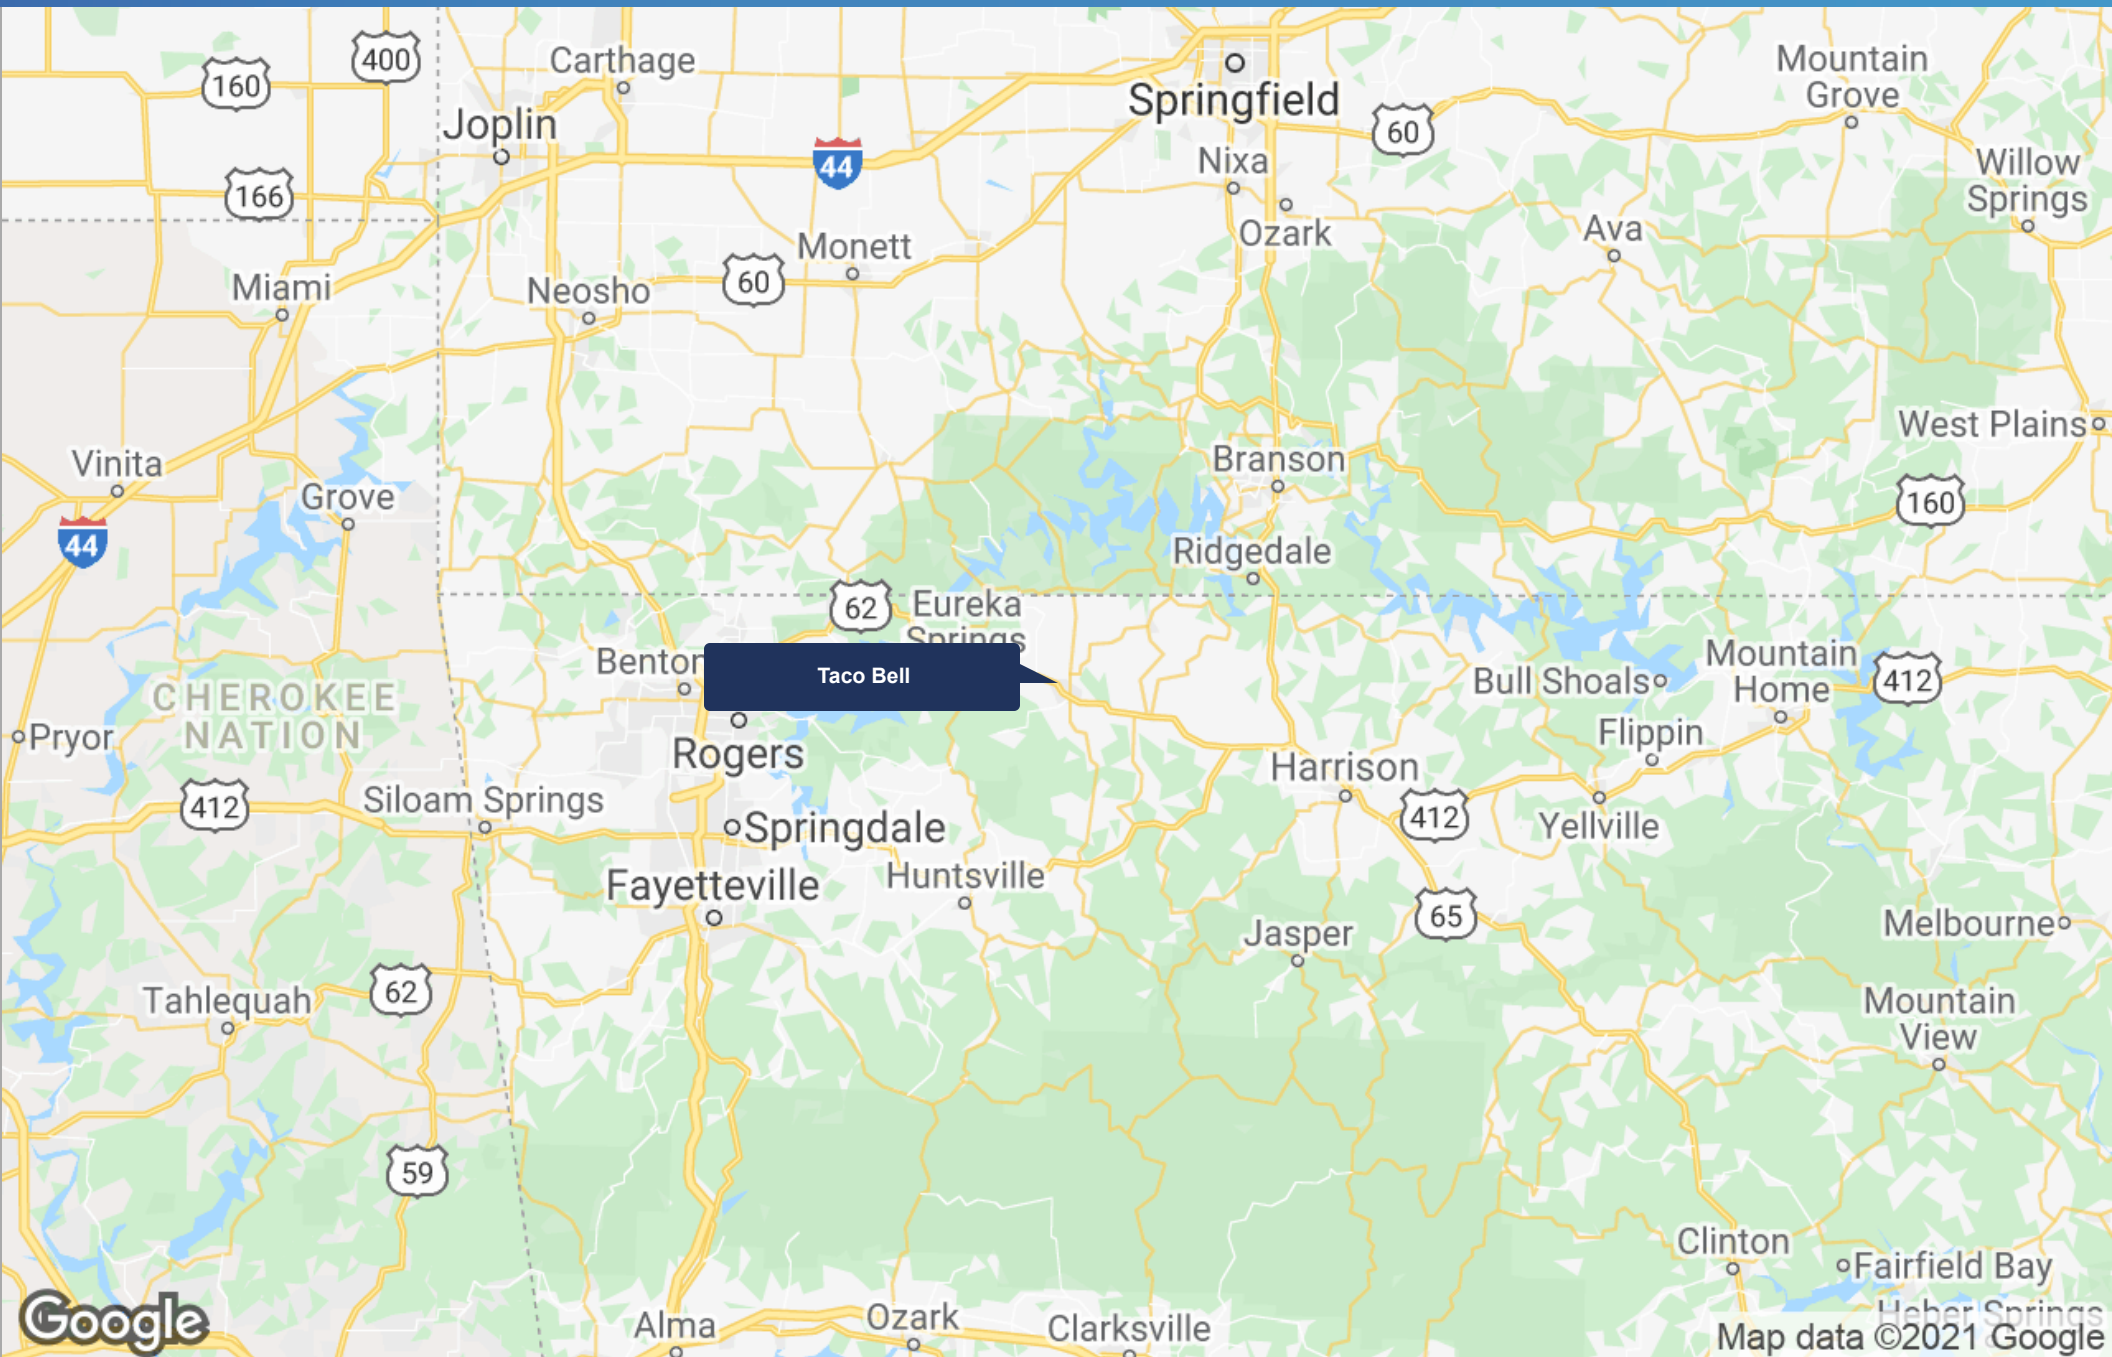 400
Carthage
Mountain
Grove
160
Springfield
Joplin
60
44
Nixa
Willow
Springs
166
Ozark
Ava
Monett
Miami
Neosho
60
West Plains
Branson
Vinita
Grove
160
44
Ridgedale
62
Eureka
Springs
Benton
Taco Bell
Bull Shoals
Mountain
Home
412
CHEROKEE
NATION
Pryor
Rogers
Flippin
Harrison
412
Siloam Springs
412
Springdale
Yellville
Fayetteville
Huntsville
65
Jasper
Melbourne
62
Tahlequah
Mountain
View
59
Clinton
Fairfield Bay
Google
Alma
Ozark
Clarksville
Heber Springs
Map data ©2021 Google